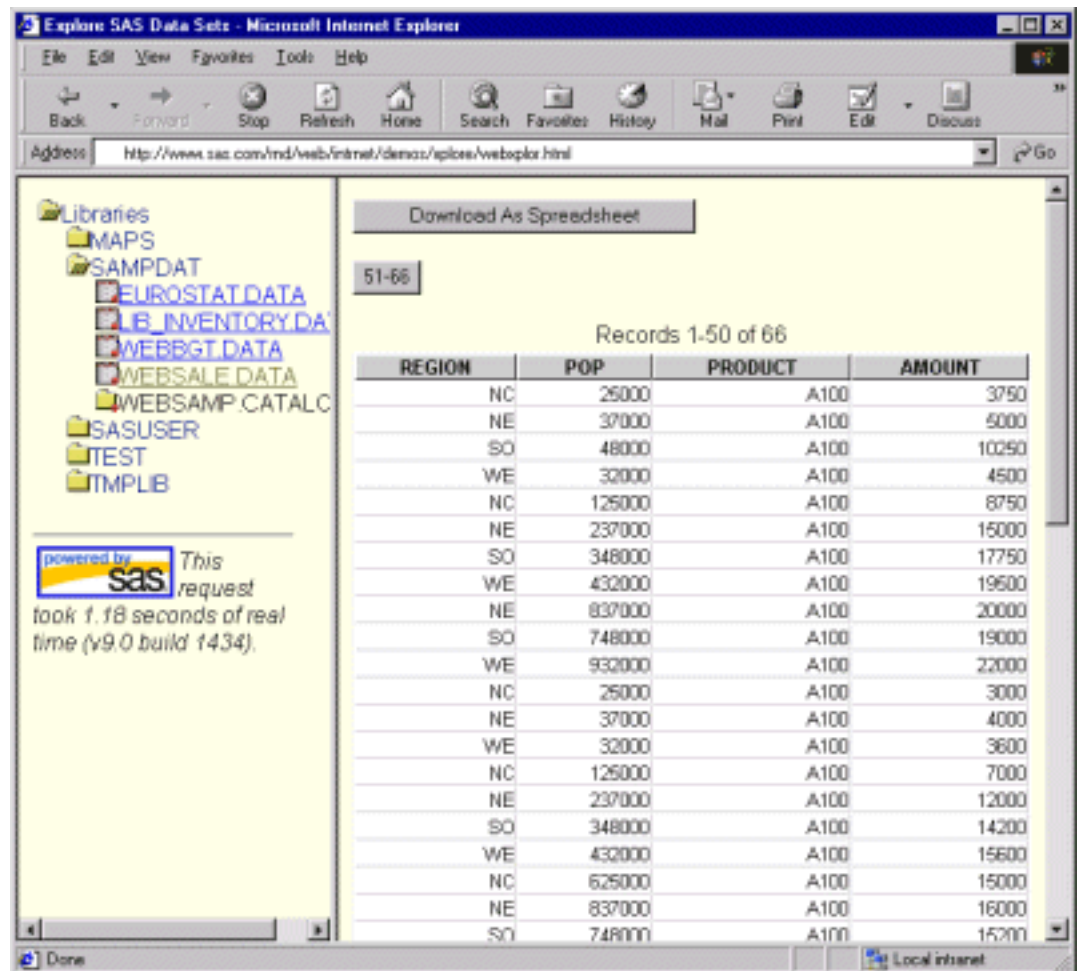 Explore SAS Data Sets - Microsoft Internet Explorer
File Edit View Favorites Tools Help
Back Forward Stop Refresh Home Search Favorites History Mail Print Edit Discuss
Address http://www.sas.com/rnd/web/intrnet/demos/xplore/webxplor.html Go
Libraries
MAPS
SAMPDAT
EUROSTAT.DATA
LIB_INVENTORY.DA
WEBBGT.DATA
WEBSALE.DATA
WEBSAMP.CATALO
SASUSER
TEST
TMPLIB
powered by
sas This
request
took 1.18 seconds of real
time (v9.0 build 1434).
Download As Spreadsheet
51-66
Records 1-50 of 66
REGION POP PRODUCT AMOUNT
NC 25000 A100 3750
NE 37000 A100 5000
SO 48000 A100 10250
WE 32000 A100 4500
NC 125000 A100 8750
NE 237000 A100 15000
SO 348000 A100 17750
WE 432000 A100 19500
NE 837000 A100 20000
SO 748000 A100 19000
WE 932000 A100 22000
NC 25000 A100 3000
NE 37000 A100 4000
WE 32000 A100 3600
NC 125000 A100 7000
NE 237000 A100 12000
SO 348000 A100 14200
WE 432000 A100 15600
NC 625000 A100 15000
NE 837000 A100 16000
SO 748000 A100 15200
Done Local intranet